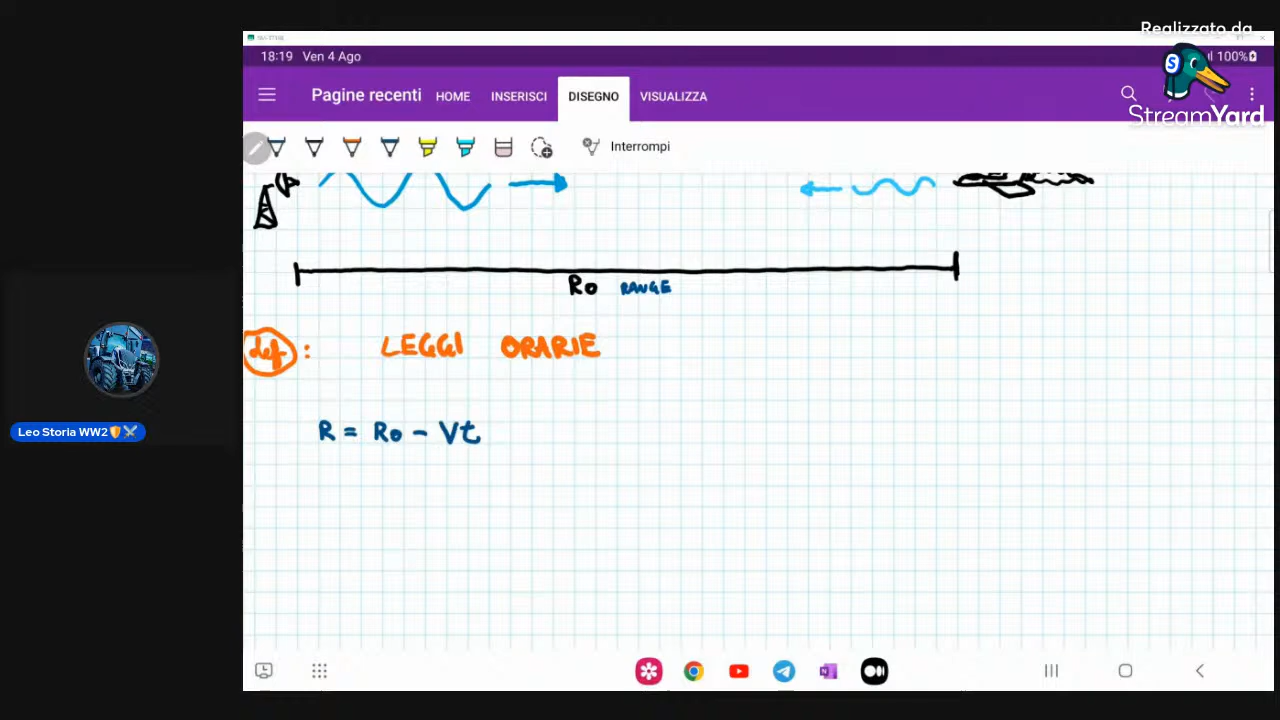 Realizzato da
StreamYard
18:19 Ven 4 Ago
100%
Pagine recenti HOME INSERISCI DISEGNO VISUALIZZA
Interrompi
Ro RANGE
def: LEGGI ORARIE
R = Ro - Vt
Leo Storia WW2🛡️⚔️